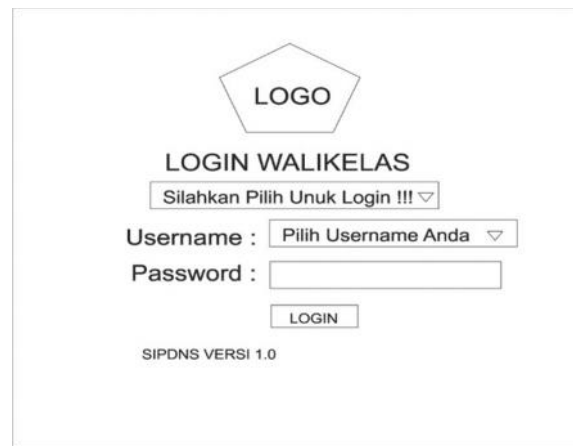 LOGO
LOGIN WALIKELAS
Silahkan Pilih Unuk Login !!!
Username : Pilih Username Anda
Password :
LOGIN
SIPDNS VERSI 1.0